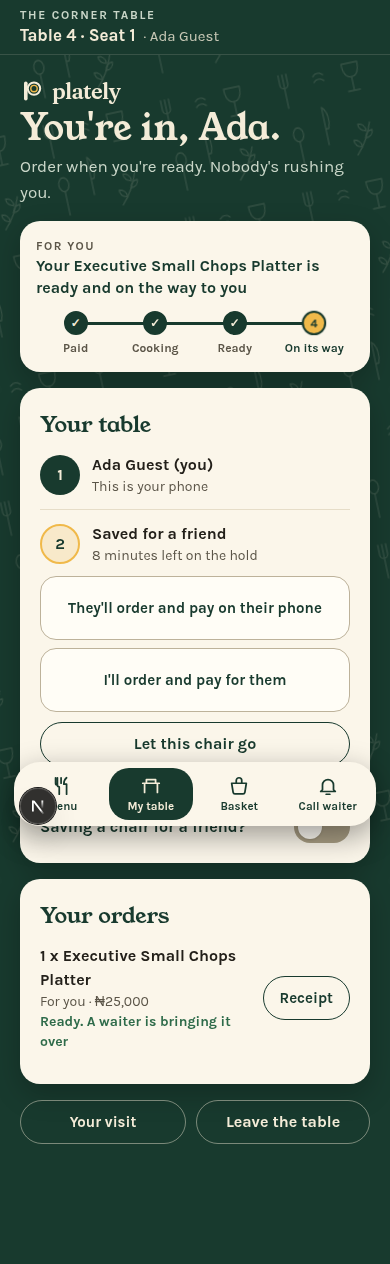 THE CORNER TABLE
Table 4 · Seat 1 · Ada Guest
plately
You're in, Ada.
Order when you're ready. Nobody's rushing
you.
FOR YOU
Your Executive Small Chops Platter is
ready and on the way to you
4
Paid
Cooking
Ready
On its way
Your table
1
Ada Guest (you)
This is your phone
2
Saved for a friend
8 minutes left on the hold
They'll order and pay on their phone
I'll order and pay for them
Let this chair go
N
My table
Basket
Call waiter
Saving a chair for a friend?
Your orders
1 x Executive Small Chops
Platter
For you · ₦25,000
Ready. A waiter is bringing it
over
Receipt
Your visit
Leave the table